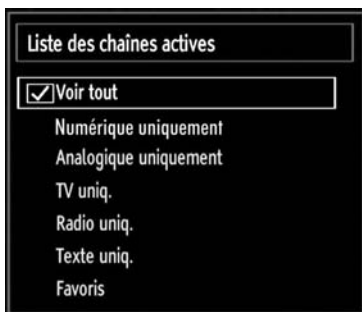 Liste des chaînes actives
Voir tout
Numérique uniquement
Analogique uniquement
TV uniq.
Radio uniq.
Texte uniq.
Favoris